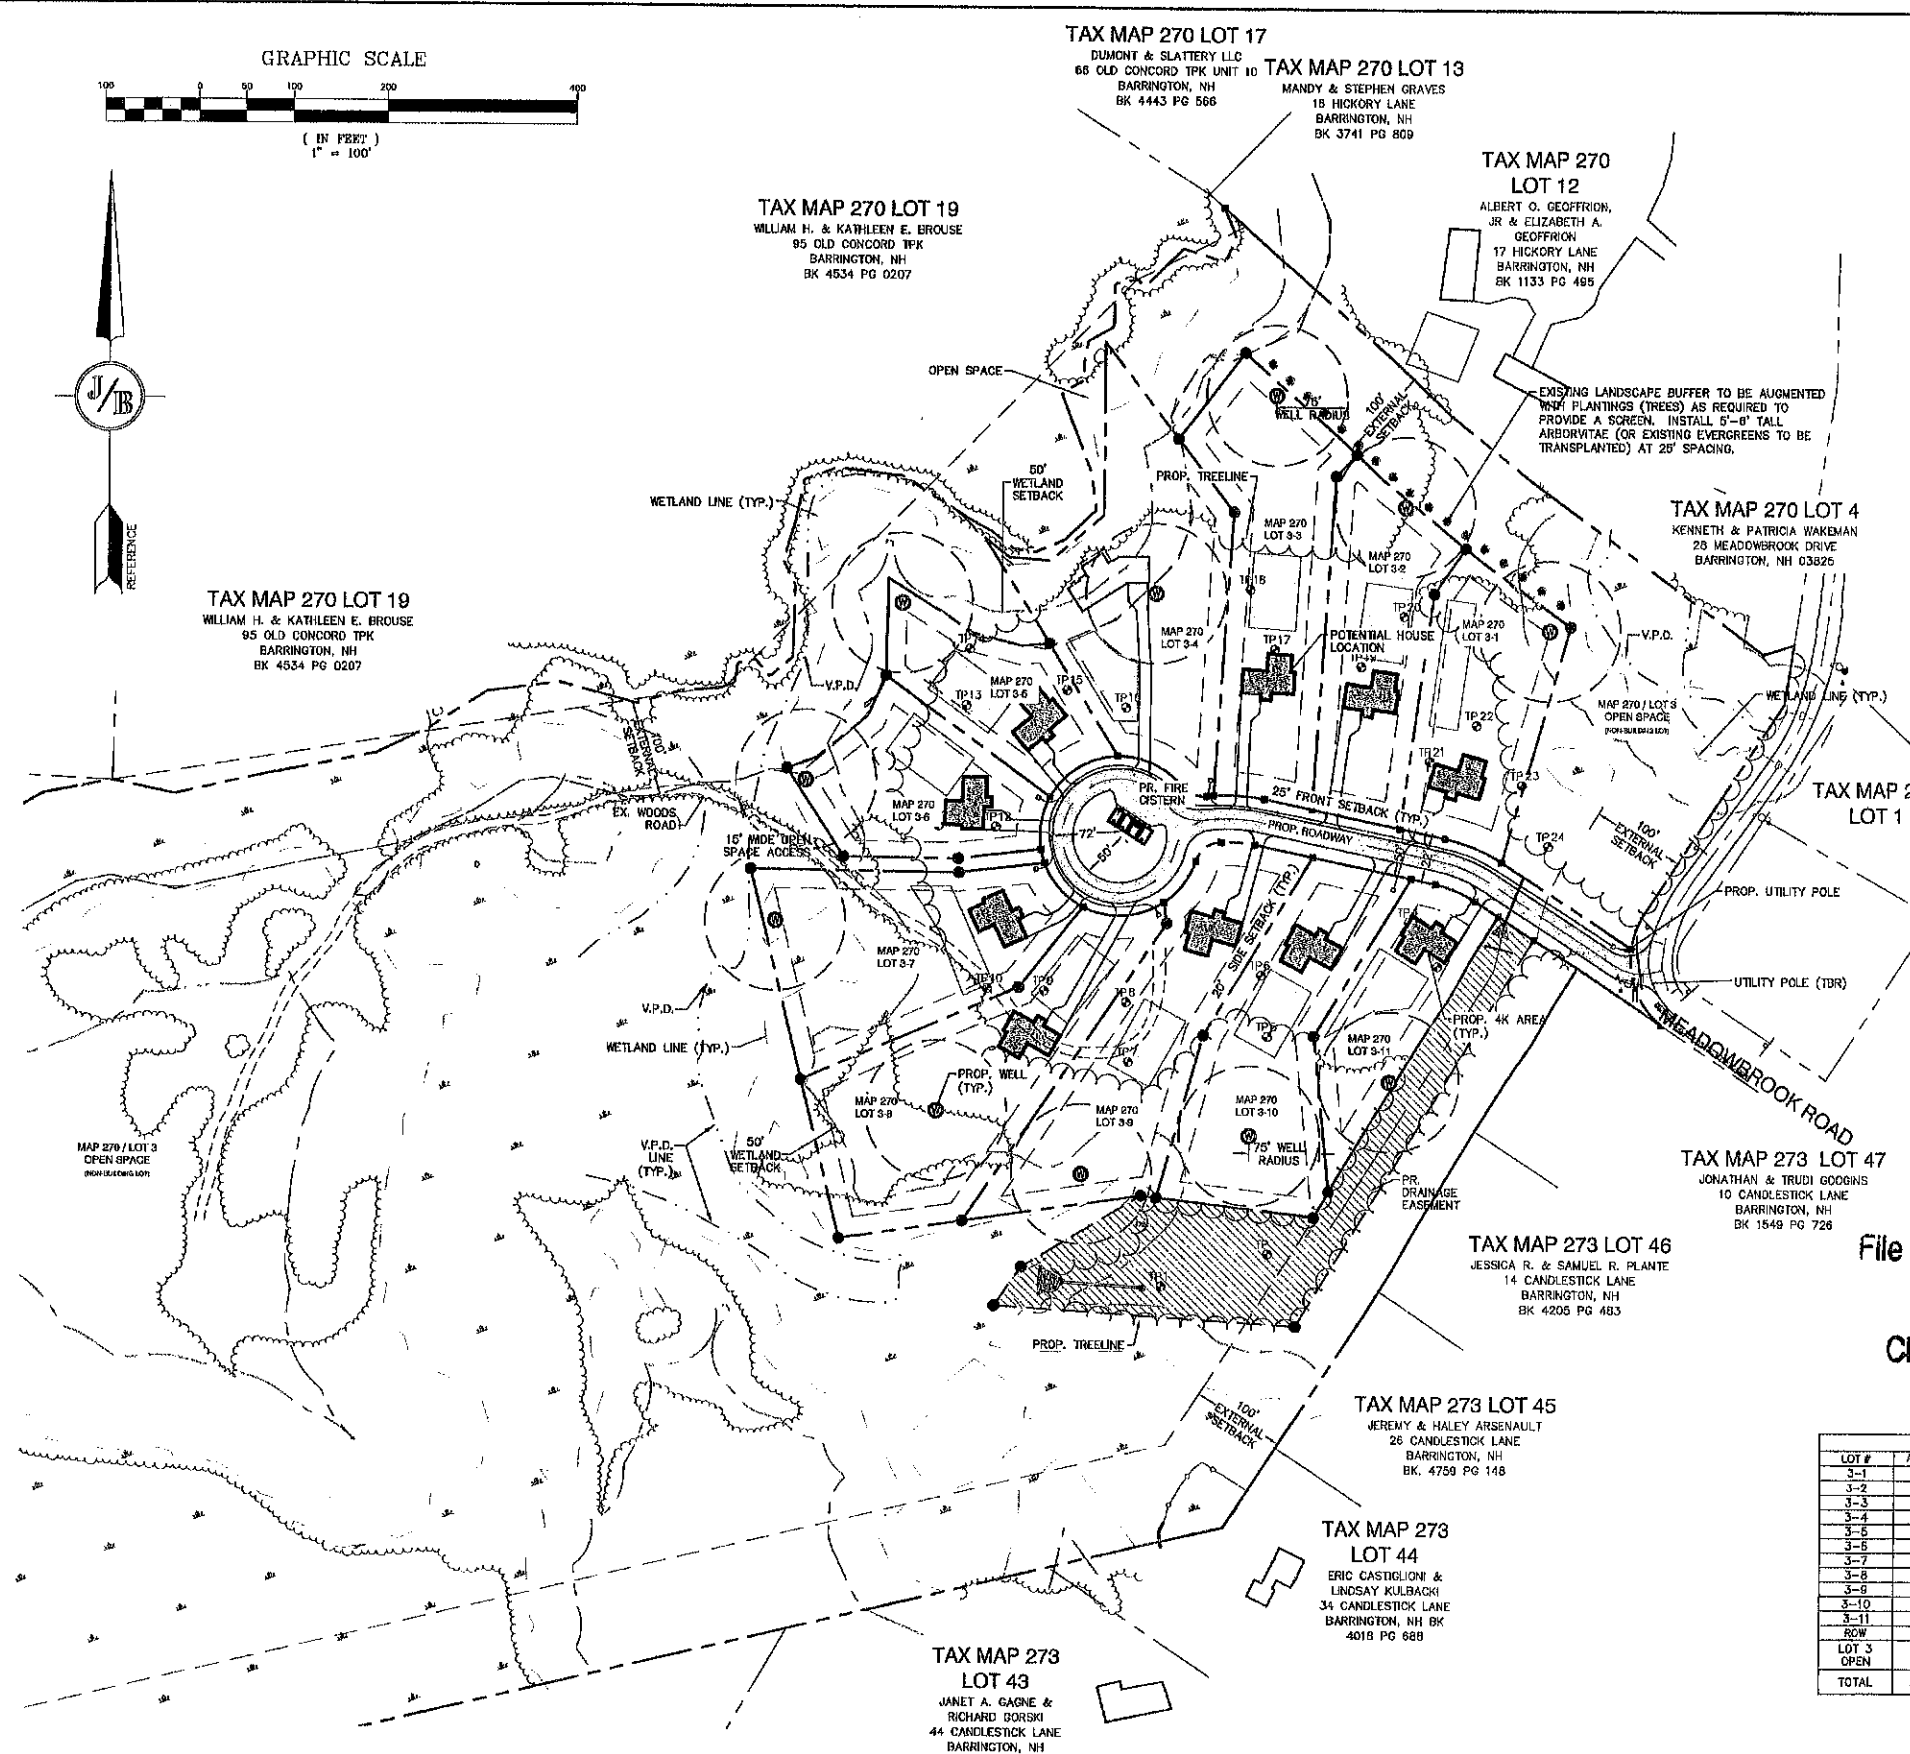 GRAPHIC SCALE
100 0 50 100 200 400
( IN FEET )
1" = 100'
J/B
REFERENCE
TAX MAP 270 LOT 17
DUMONT & SLATTERY LLC
66 OLD CONCORD TPK UNIT 10
BARRINGTON, NH
BK 4443 PG 566
TAX MAP 270 LOT 13
MANDY & STEPHEN GRAVES
18 HICKORY LANE
BARRINGTON, NH
BK 3741 PG 809
TAX MAP 270
LOT 12
ALBERT O. GEOFFRION,
JR & ELIZABETH A.
GEOFFRION
17 HICKORY LANE
BARRINGTON, NH
BK 1133 PG 495
TAX MAP 270 LOT 19
WILLIAM H. & KATHLEEN E. BROUSE
95 OLD CONCORD TPK
BARRINGTON, NH
BK 4534 PG 0207
OPEN SPACE
EXISTING LANDSCAPE BUFFER TO BE AUGMENTED
WITH PLANTINGS (TREES) AS REQUIRED TO
PROVIDE A SCREEN. INSTALL 5'-6' TALL
ARBORVITAE (OR EXISTING EVERGREENS TO BE
TRANSPLANTED) AT 25' SPACING.
75'
WELL RADIUS
100'
EXTERNAL
SETBACK
50'
WETLAND
SETBACK
WETLAND LINE (TYP.)
PROP. TREELINE
TAX MAP 270 LOT 4
KENNETH & PATRICIA WAKEMAN
28 MEADOWBROOK DRIVE
BARRINGTON, NH 03825
TAX MAP 270 LOT 19
WILLIAM H. & KATHLEEN E. BROUSE
95 OLD CONCORD TPK
BARRINGTON, NH
BK 4534 PG 0207
MAP 270
LOT 3-3
MAP 270
LOT 3-2
MAP 270
LOT 3-1
MAP 270
LOT 3-4
TP18
TP20
TP17
POTENTIAL HOUSE
LOCATION
TP19
V.P.D.
V.P.D.
MAP 270
LOT 3-5
TP13
TP15
TP16
TP22
TP21
TP23
TP24
MAP 270 / LOT 3
OPEN SPACE
(NON-BUILDING LOT)
WETLAND LINE (TYP.)
TAX MAP 2
LOT 1
100'
EXTERNAL
SETBACK
EX. WOODS
ROAD
15' WIDE OPEN
SPACE ACCESS
MAP 270
LOT 3-6
TP12
PR. FIRE
CISTERN
72'
50'
25' FRONT SETBACK (TYP.)
PROP. ROADWAY
22'
100'
EXTERNAL
SETBACK
PROP. UTILITY POLE
UTILITY POLE (TBR)
MEADOWBROOK ROAD
MAP 270
LOT 3-7
20' SIDE SETBACK (TYP.)
TP10
TP9
TP8
TP6
TP7
V.P.D.
WETLAND LINE (TYP.)
PROP. WELL
(TYP.)
PROP. 4K AREA
(TYP.)
MAP 270
LOT 3-11
MAP 270
LOT 3-8
MAP 270
LOT 3-9
MAP 270
LOT 3-10
75' WELL
RADIUS
MAP 270 / LOT 3
OPEN SPACE
(NON-BUILDING LOT)
V.P.D.
LINE
(TYP.)
50'
WETLAND
SETBACK
PR.
DRAINAGE
EASEMENT
TAX MAP 273 LOT 47
JONATHAN & TRUDI GOOGINS
10 CANDLESTICK LANE
BARRINGTON, NH
BK 1549 PG 726
File
TAX MAP 273 LOT 46
JESSICA R. & SAMUEL R. PLANTE
14 CANDLESTICK LANE
BARRINGTON, NH
BK 4205 PG 483
PROP. TREELINE
100'
EXTERNAL
SETBACK
TAX MAP 273 LOT 45
JEREMY & HALEY ARSENAULT
26 CANDLESTICK LANE
BARRINGTON, NH
BK. 4759 PG 148
TAX MAP 273
LOT 44
ERIC CASTIGLIONI &
LINDSAY KULBACKI
34 CANDLESTICK LANE
BARRINGTON, NH BK
4018 PG 688
TAX MAP 273
LOT 43
JANET A. GAGNE &
RICHARD GORSKI
44 CANDLESTICK LANE
BARRINGTON, NH
LOT #
3-1
3-2
3-3
3-4
3-5
3-6
3-7
3-8
3-9
3-10
3-11
ROW
LOT 3
OPEN
TOTAL